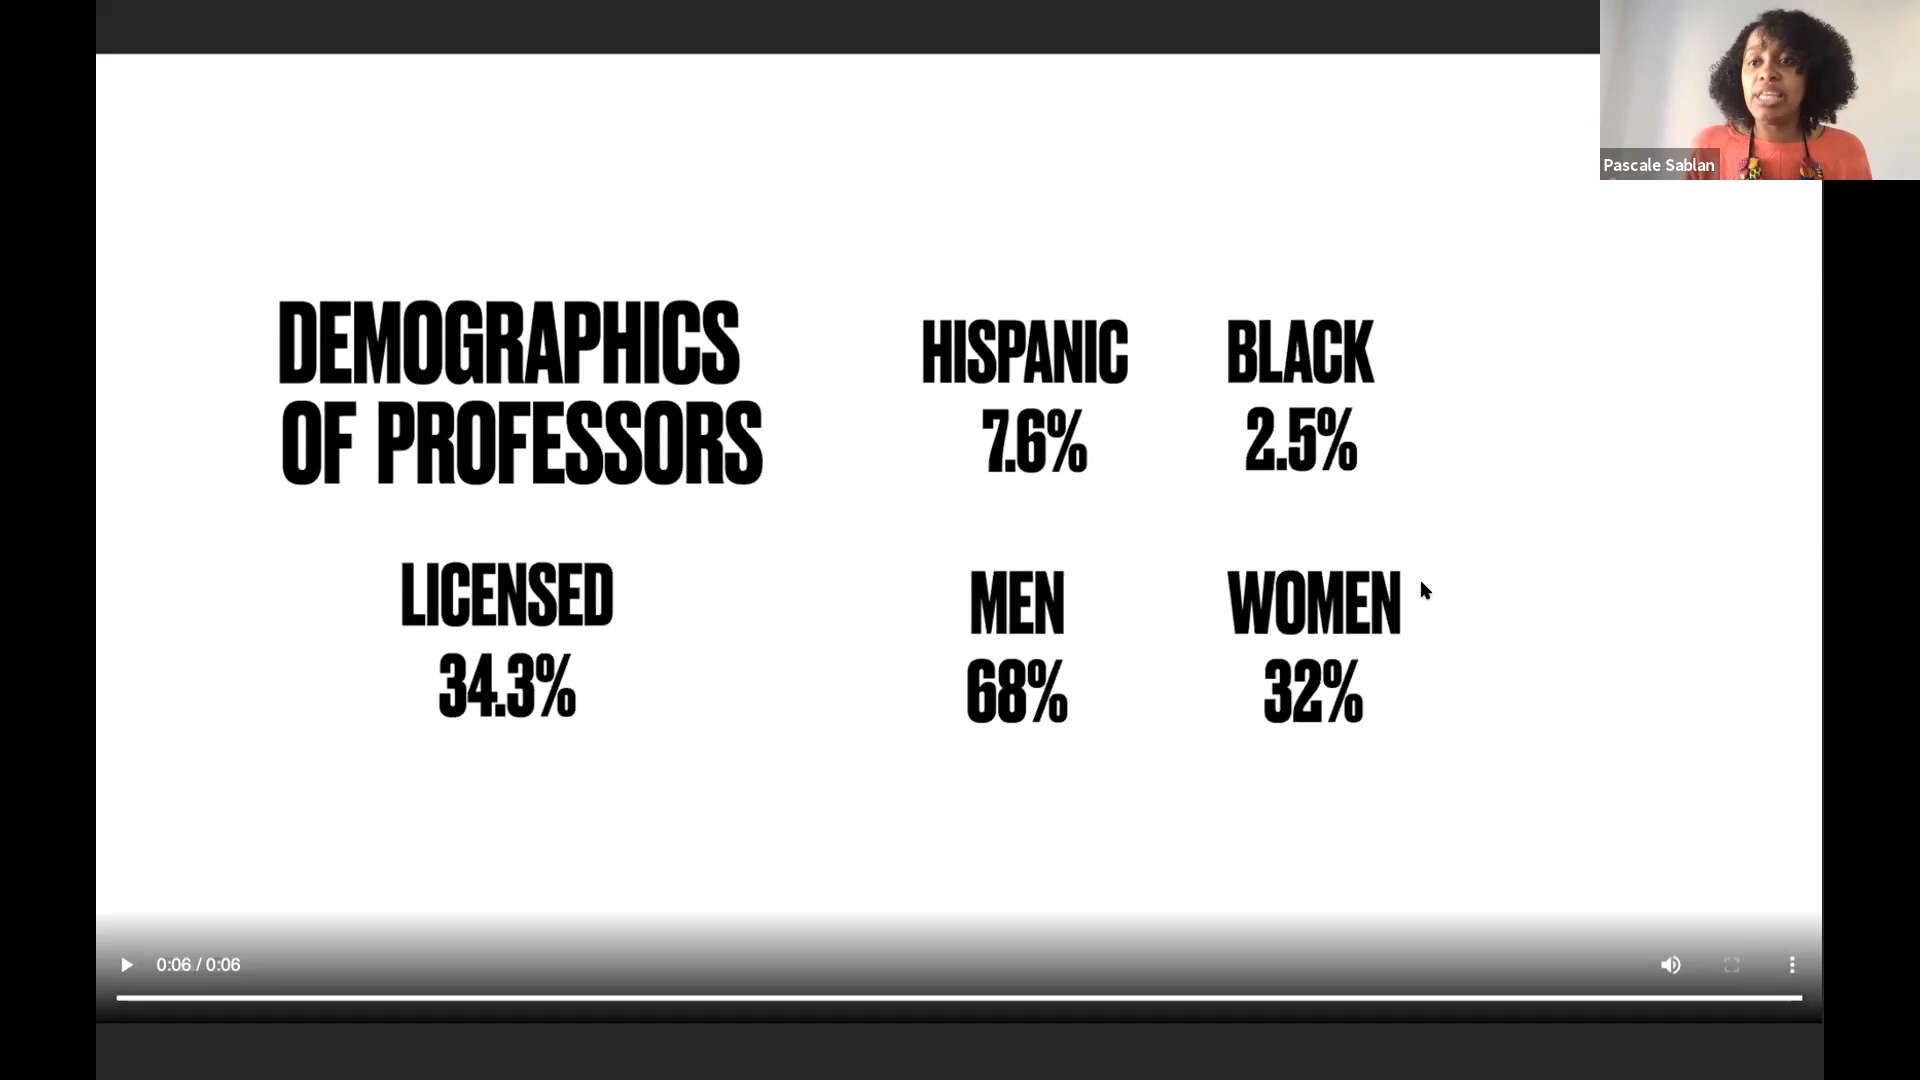 Pascale Sablan
DEMOGRAPHICS
OF PROFESSORS
HISPANIC
7.6%
BLACK
2.5%
LICENSED
34.3%
MEN
68%
WOMEN
32%
0:06 / 0:06